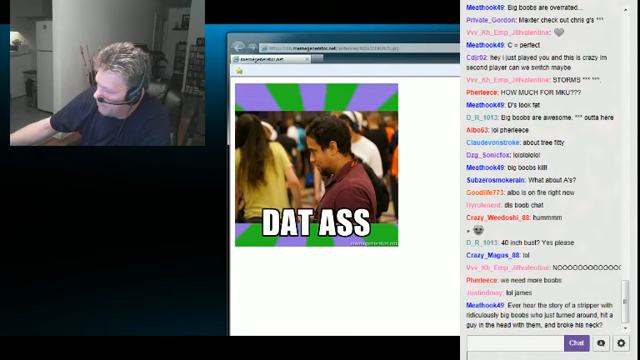 Meathook49: Big boobs are overrated...
Private_Gordon: Maxter check out chris g's ***
Vvv_Kh_Emp_Jillvalentine:
Meathook49: C = perfect
Cdjr02: hey i just played you and this is crazy im
second player can we switch maybe
Vvv_Kh_Emp_Jillvalentine: STORMS *** ***
Pherleece: HOW MUCH FOR MKU???
Meathook49: D's look fat
D_R_1013: Big boobs are awesome. *** outta here
Albo63: lol pherleece
Claudevonstroke: about tree fitty
Dzg_Sonicfox: lolololololol
Meathook49: big boobs kill!
Subzerosmokerain: What about A's?
Goodlife773: albo is on fire right now
Hyrulenerd: dis boob chat
Crazy_Weedoshi_88: hummmm
D_R_1013: 40 inch bust? Yes please
Crazy_Magus_88: lol
Vvv_Kh_Emp_Jillvalentine: NOOOOOOOOOOOOO
Pherleece: we need more boobs
lol james
Meathook49: Ever hear the story of a stripper with
ridiculously big boobs who just turned around, hit a
guy in the head with them, and broke his neck?
Chat
memegenerator.net
DAT ASS
memegenerator.net